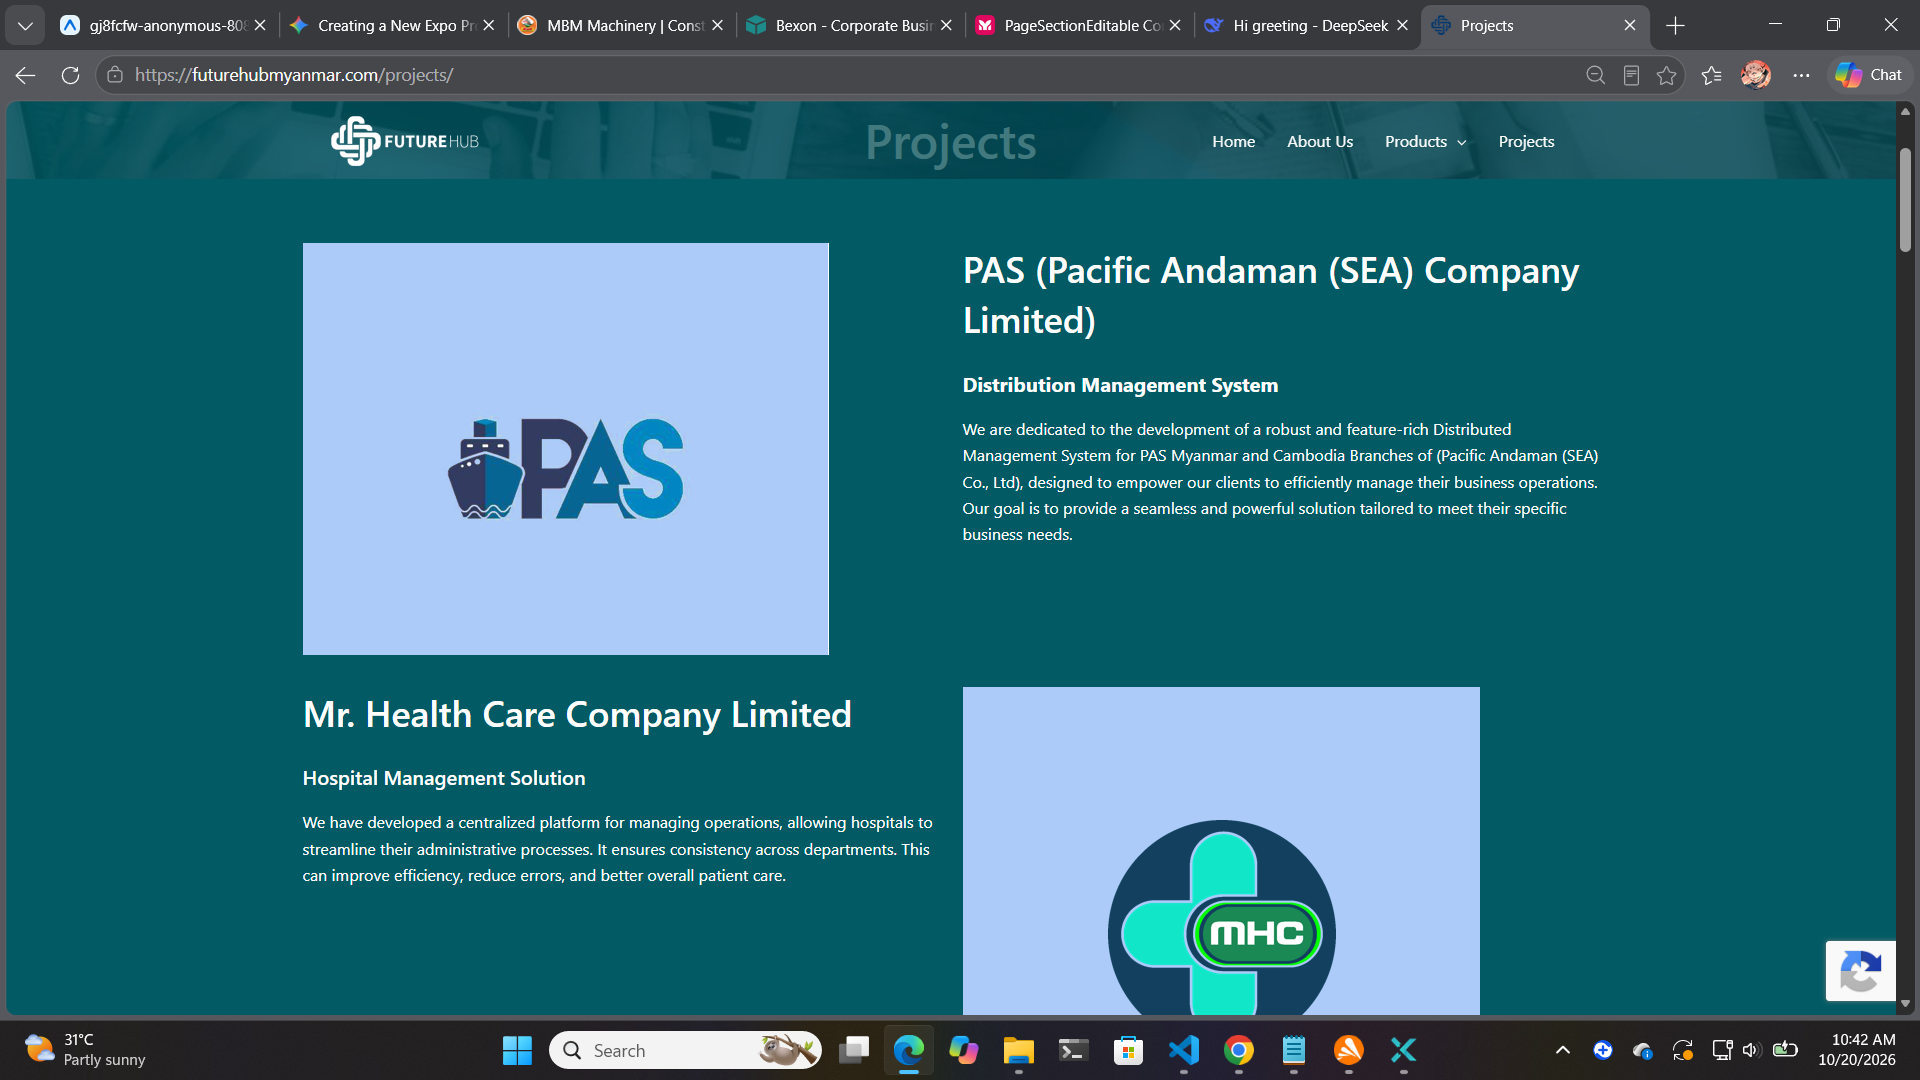 gj8fcfw-anonymous-808
Creating a New Expo Pr
MBM Machinery | Const
Bexon - Corporate Busin
PageSectionEditable Co
Hi greeting - DeepSeek
Projects
https://futurehubmyanmar.com/projects/
Chat
FUTUREHUB
Projects
Home
About Us
Products
Projects
PAS
PAS (Pacific Andaman (SEA) Company
Limited)
Distribution Management System
We are dedicated to the development of a robust and feature-rich Distributed
Management System for PAS Myanmar and Cambodia Branches of (Pacific Andaman (SEA)
Co., Ltd), designed to empower our clients to efficiently manage their business operations.
Our goal is to provide a seamless and powerful solution tailored to meet their specific
business needs.
Mr. Health Care Company Limited
Hospital Management Solution
We have developed a centralized platform for managing operations, allowing hospitals to
streamline their administrative processes. It ensures consistency across departments. This
can improve efficiency, reduce errors, and better overall patient care.
MHC
31°C
Partly sunny
Search
10:42 AM
10/20/2026